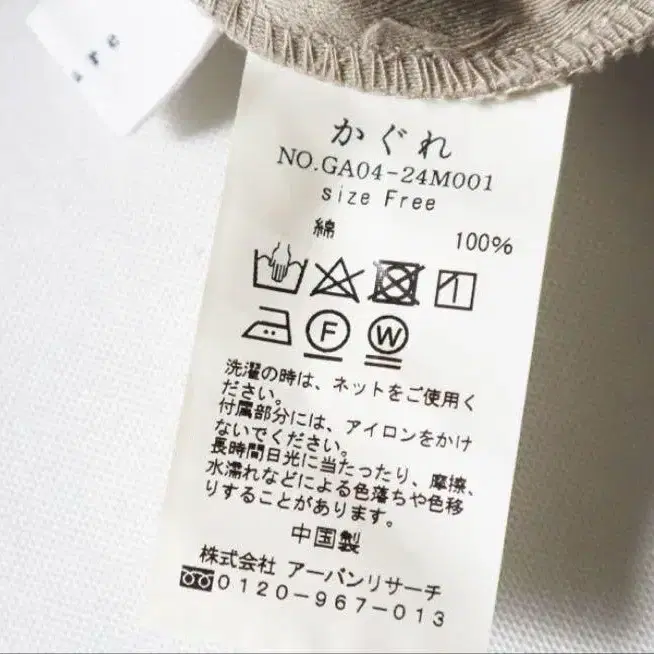 かぐれ
NO.GA04-24M001
size Free
綿 100%
F W
洗濯の時は、ネットをご使用く
ださい。
付属部分には、アイロンをかけ
ないでください。
長時間日光に当たったり、摩擦、
水濡れなどによる色落ちや色移
りすることがあります。
中国製
株式会社 アーバンリサーチ
0120-967-013